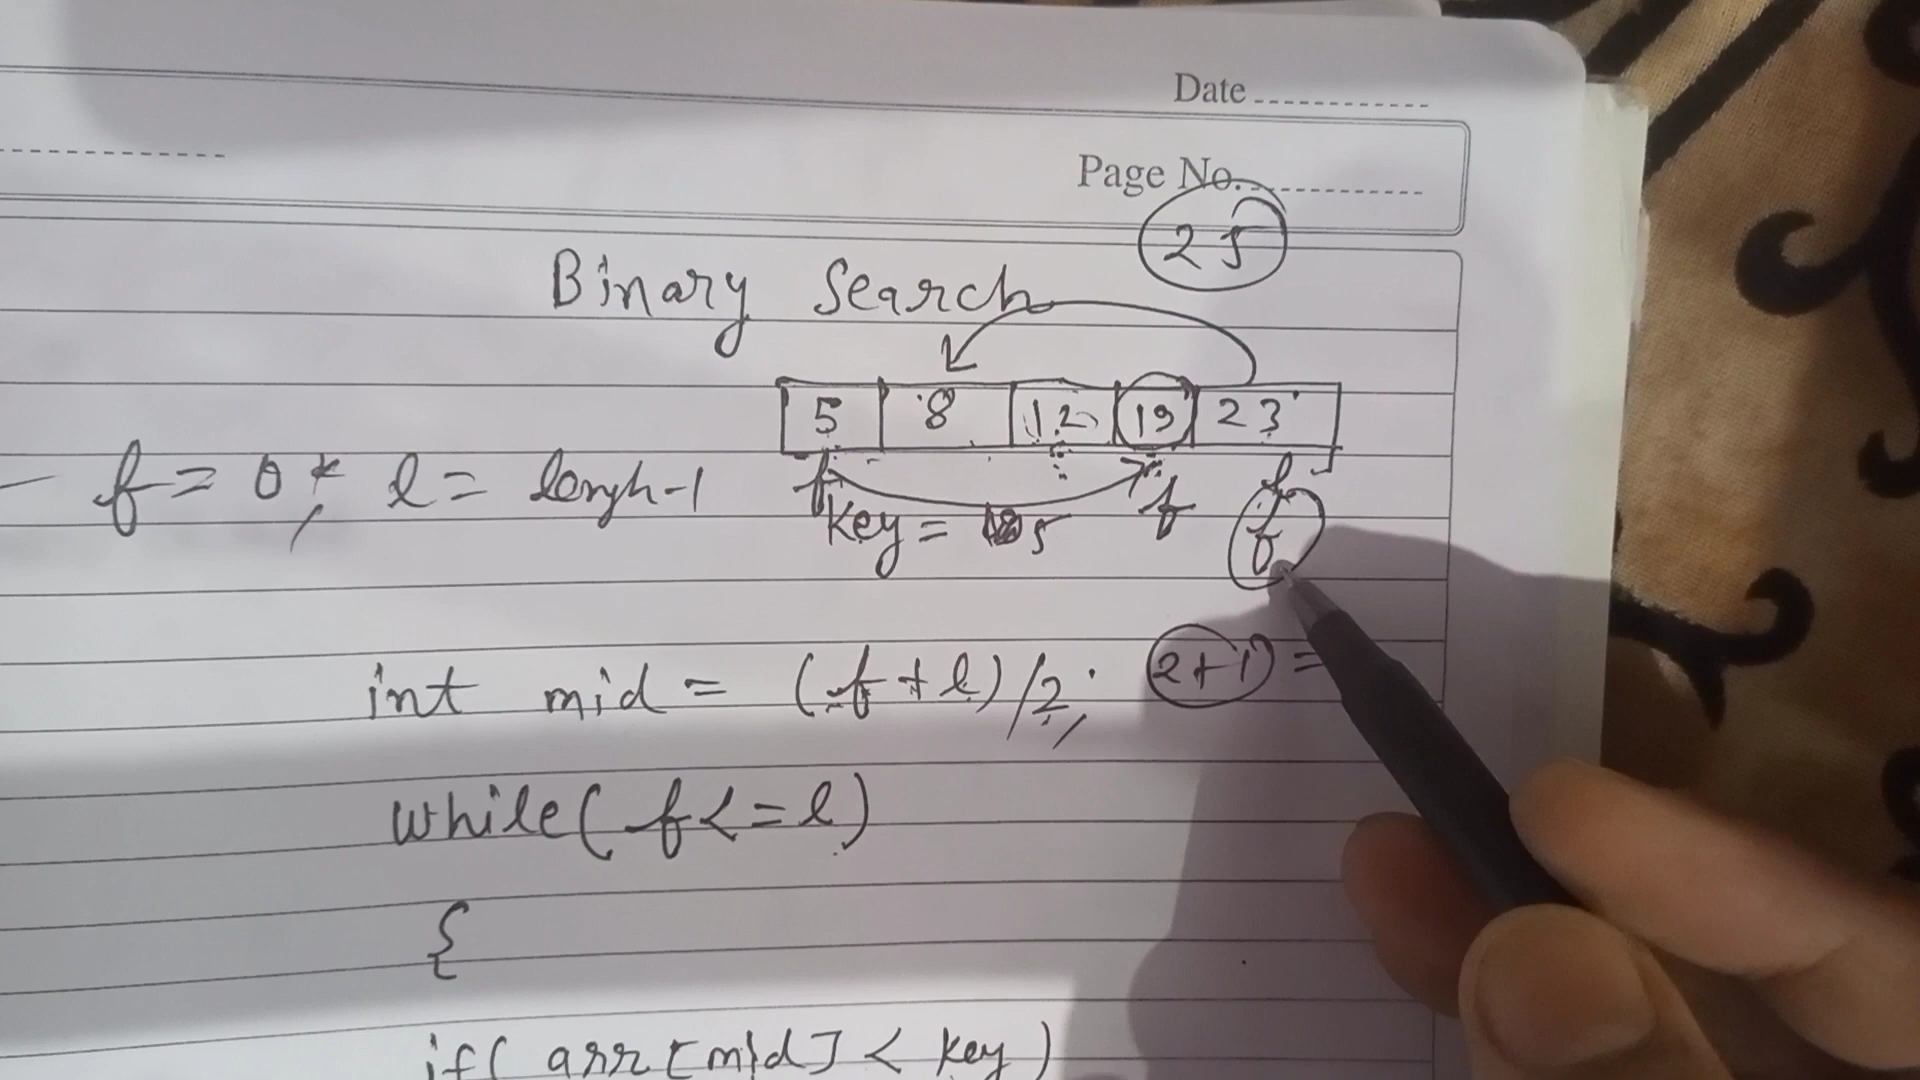 Date
Page No.
25
Binary Search
5 8 12 19 23
f = 0, l = lengh-1 f f l
key = 5 f
int mid = (f + l)/2; 2+1 =
while( f <= l)
{
if( arr[mid] < key)